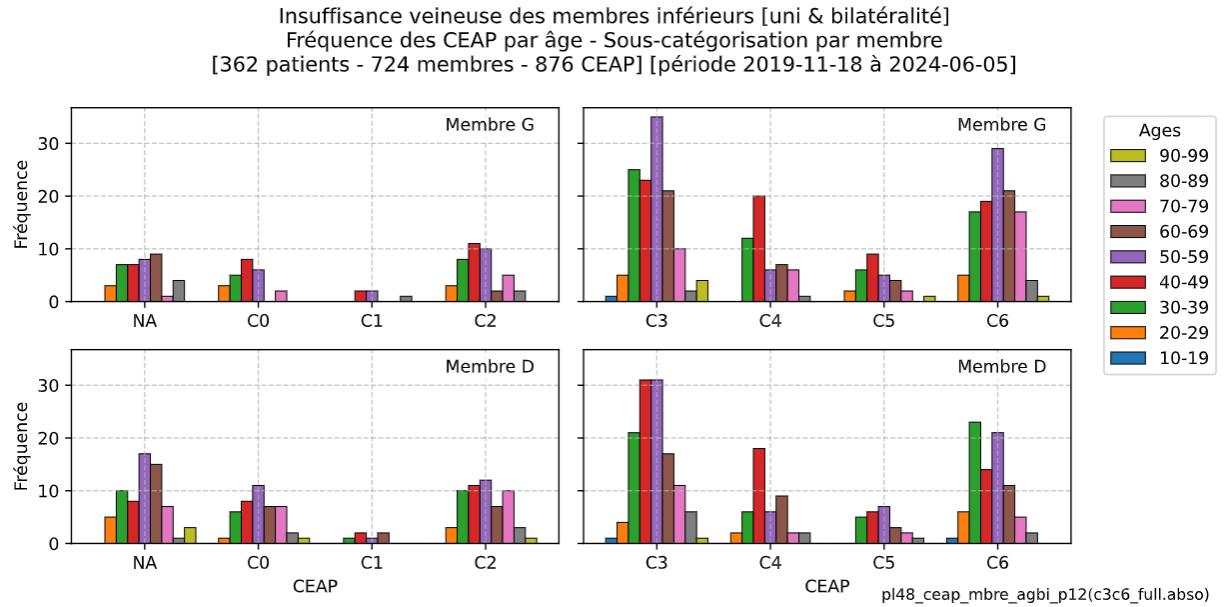 Insuffisance veineuse des membres inférieurs [uni & bilatéralité]
Fréquence des CEAP par âge - Sous-catégorisation par membre
[362 patients - 724 membres - 876 CEAP] [période 2019-11-18 à 2024-06-05]
Membre G
Fréquence
30
20
10
0
NA C0 C1 C2
Membre G
C3 C4 C5 C6
Ages
90-99
80-89
70-79
60-69
50-59
40-49
30-39
20-29
10-19
Membre D
Fréquence
30
20
10
0
NA C0 C1 C2
CEAP
Membre D
C3 C4 C5 C6
CEAP
pl48_ceap_mbre_agbi_p12(c3c6_full.abso)